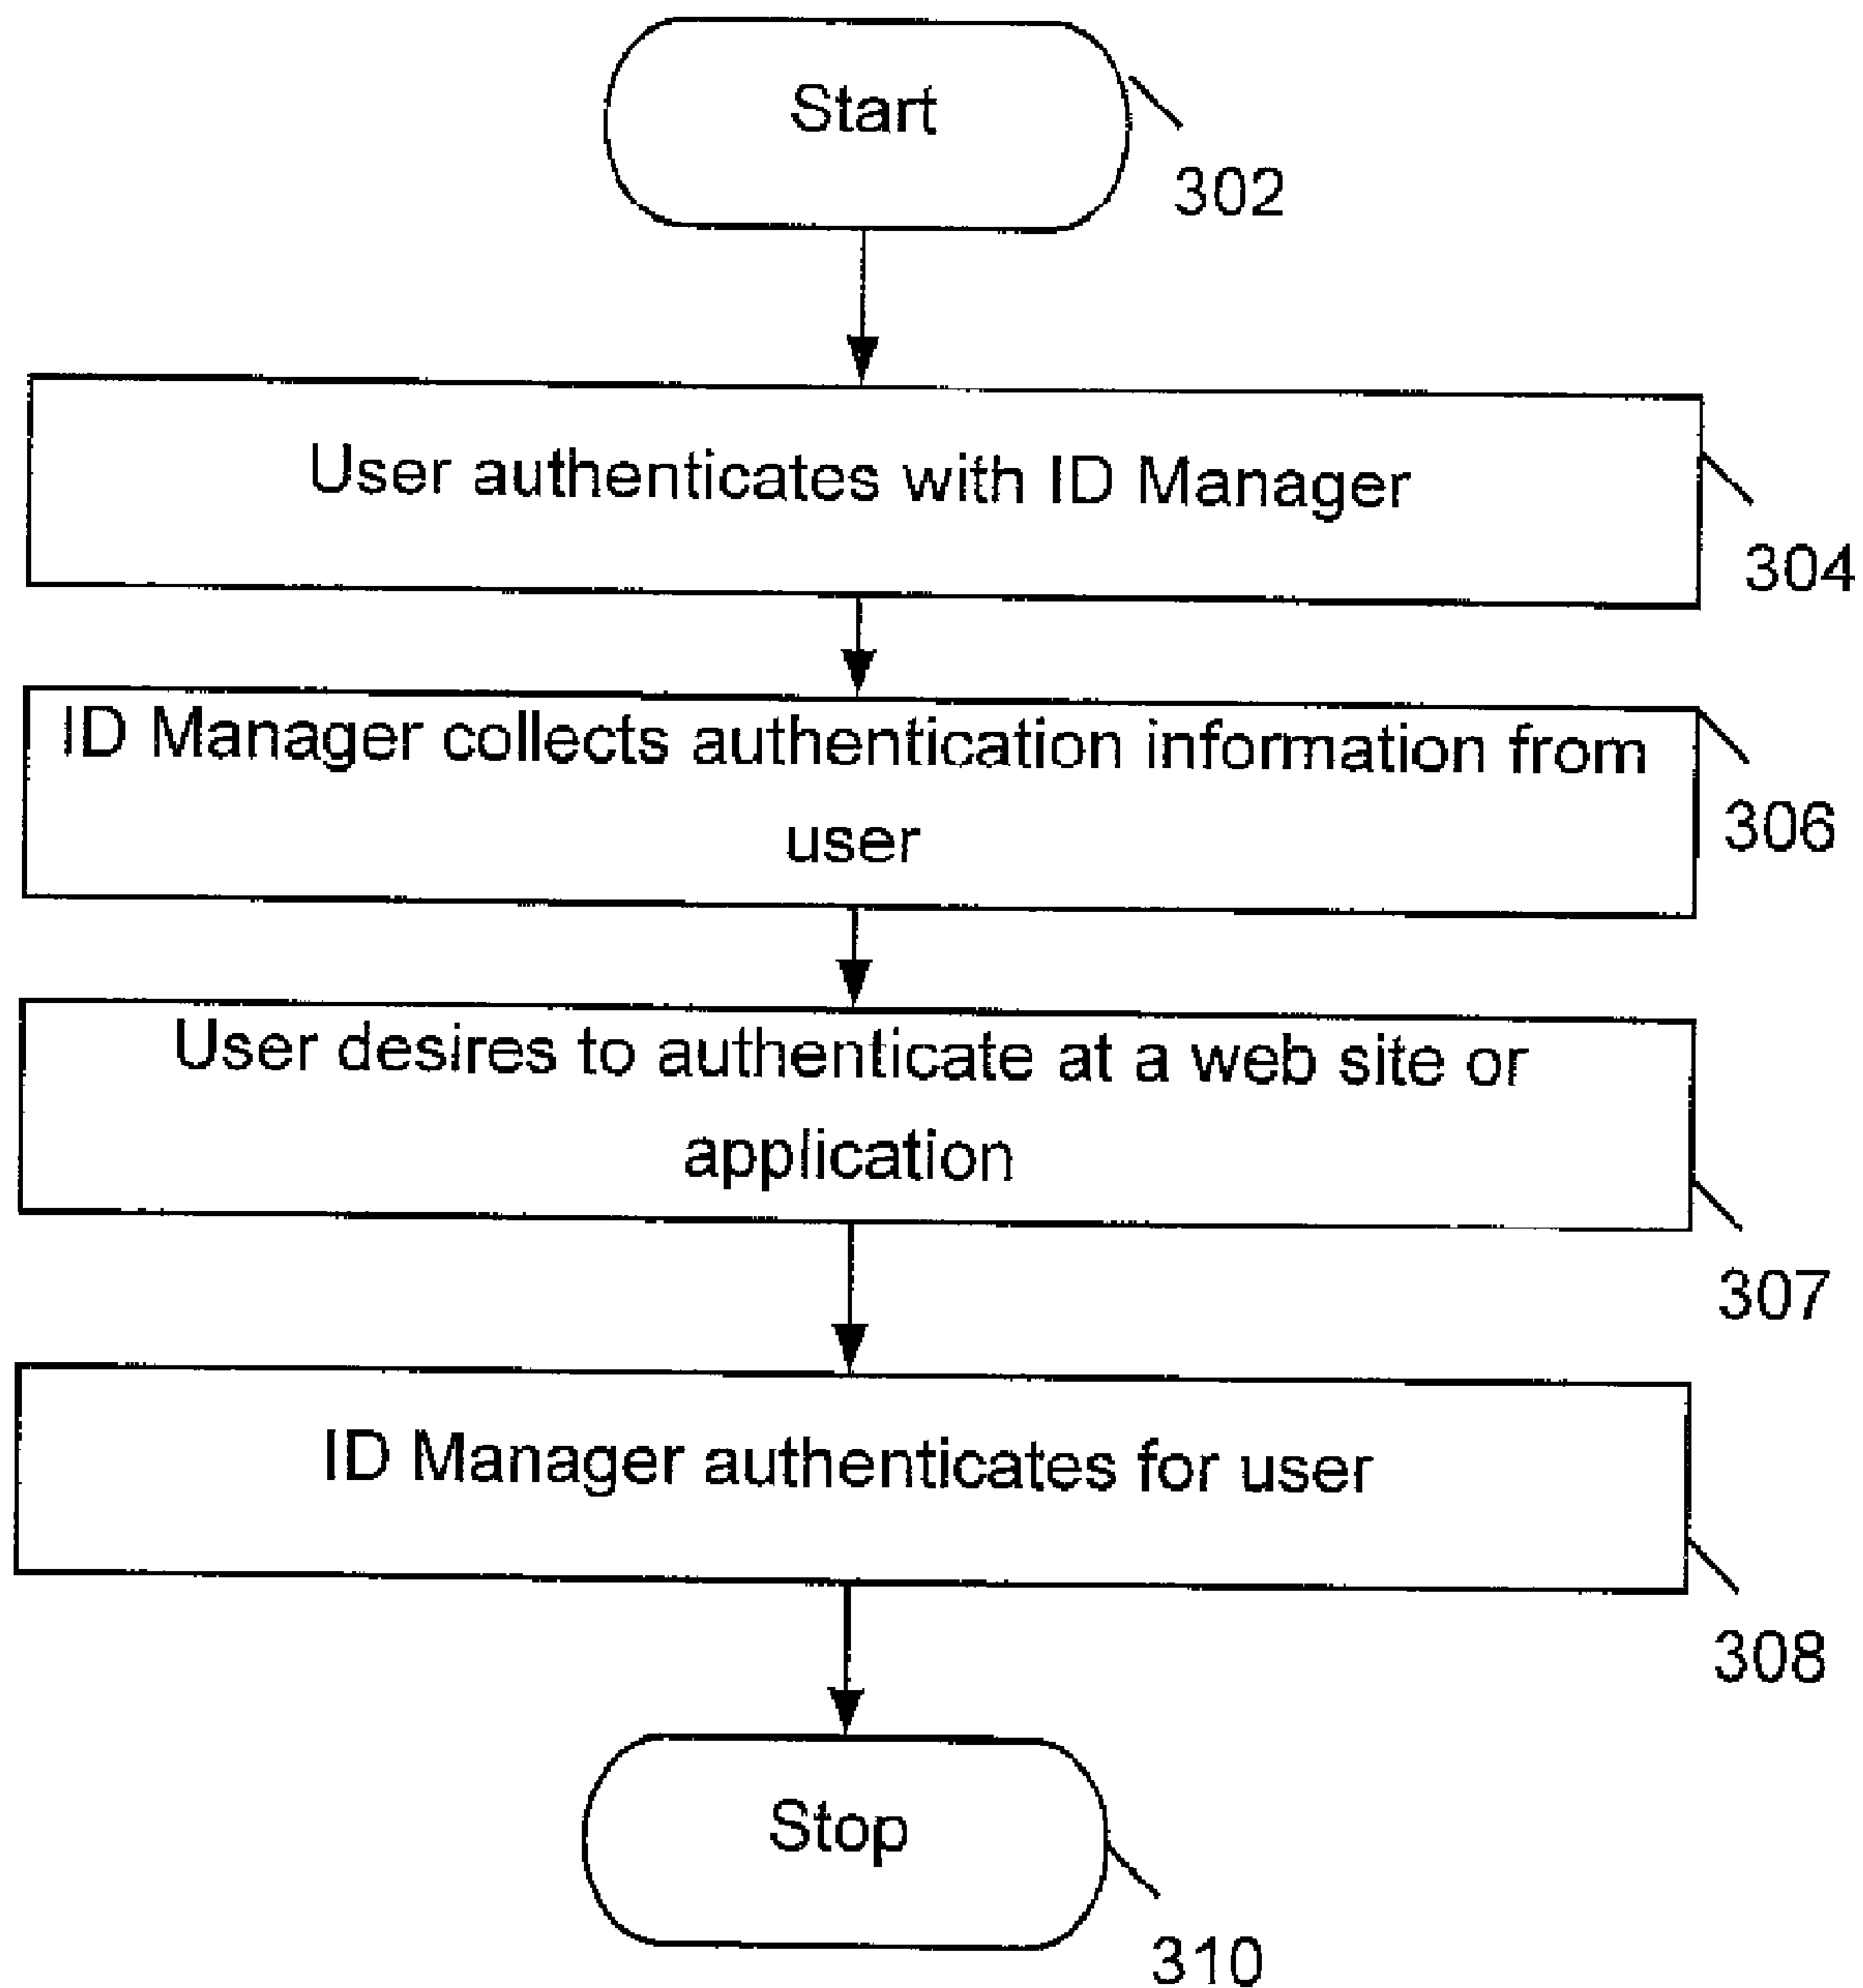 Start
302
User authenticates with ID Manager
304
ID Manager collects authentication information from
user
306
User desires to authenticate at a web site or
application
307
ID Manager authenticates for user
308
Stop
310